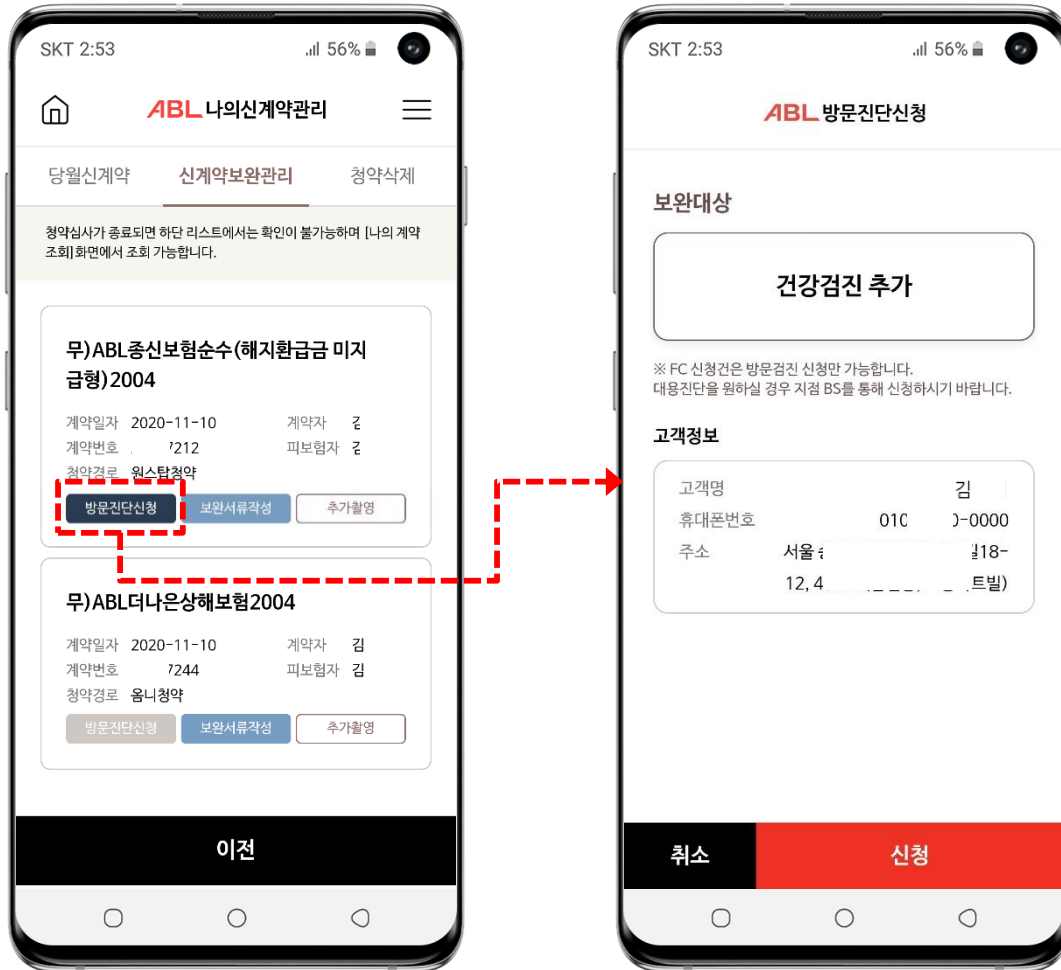 SKT 2:53
56%
ABL 나의신계약관리
당월신계약 신계약보완관리 청약삭제
청약심사가 종료되면 하단 리스트에서는 확인이 불가능하며 [나의 계약
조회]화면에서 조회 가능합니다.
무)ABL종신보험순수(해지환급금 미지
급형)2004
계약일자 2020-11-10 계약자 김
계약번호 7212 피보험자 김
청약경로 원스탑청약
방문진단신청 보완서류작성 추가촬영
무)ABL더나은상해보험2004
계약일자 2020-11-10 계약자 김
계약번호 7244 피보험자 김
청약경로 옴니청약
방문진단신청 보완서류작성 추가촬영
이전
SKT 2:53
56%
ABL 방문진단신청
보완대상
건강검진 추가
※ FC 신청건은 방문검진 신청만 가능합니다.
대용진단을 원하실 경우 지점 BS를 통해 신청하시기 바랍니다.
고객정보
고객명 김
휴대폰번호 010 0-0000
주소 서울 길18-
12, 4 트빌)
취소 신청